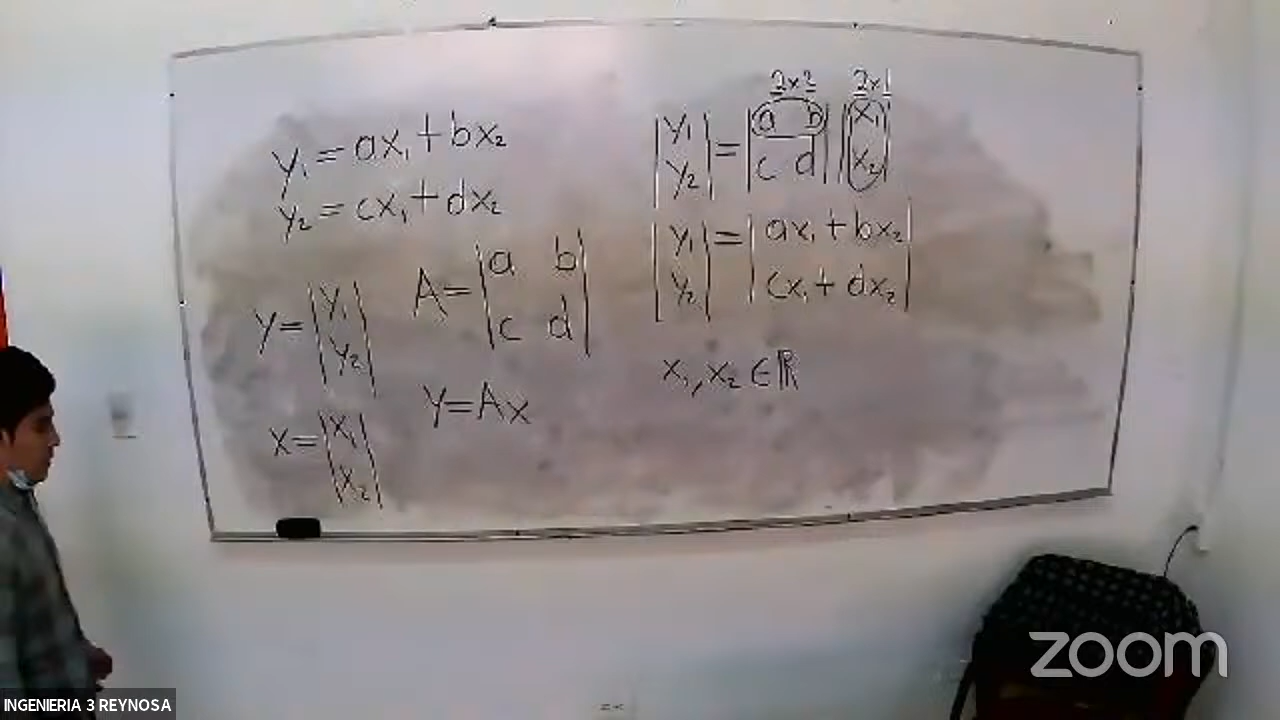 y₁ = ax₁ + bx₂
y₂ = cx₁ + dx₂
Y = |y₁|
|y₂|
A = |a b|
|c d|
X = |x₁|
|x₂|
Y = Ax
2x2 2x1
|y₁| = |a b| |x₁|
|y₂| |c d| |x₂|
|y₁| = |ax₁ + bx₂|
|y₂| |cx₁ + dx₂|
x₁, x₂ ∈ ℝ
zoom
INGENIERIA 3 REYNOSA